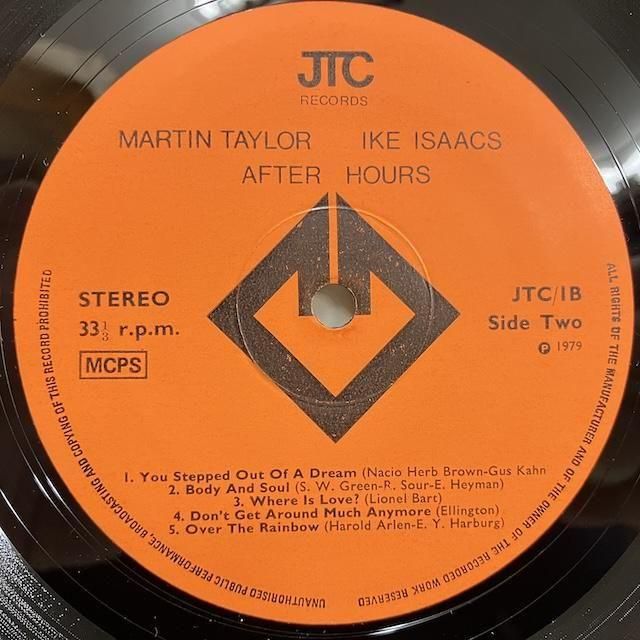 JTC
RECORDS
MARTIN TAYLOR IKE ISAACS
AFTER HOURS
STEREO
33⅓ r.p.m.
MCPS
JTC/1B
Side Two
Ⓟ 1979
1. You Stepped Out Of A Dream (Nacio Herb Brown-Gus Kahn
2. Body And Soul (S. W. Green-R. Sour-E. Heyman)
3. Where Is Love? (Lionel Bart)
4. Don't Get Around Much Anymore (Ellington)
5. Over The Rainbow (Harold Arlen-E. Y. Harburg)
ALL RIGHTS OF THE MANUFACTURER AND OF THE OWNER OF THE RECORDED WORK RESERVED
UNAUTHORISED PUBLIC PERFORMANCE, BROADCASTING AND COPYING OF THIS RECORD PROHIBITED